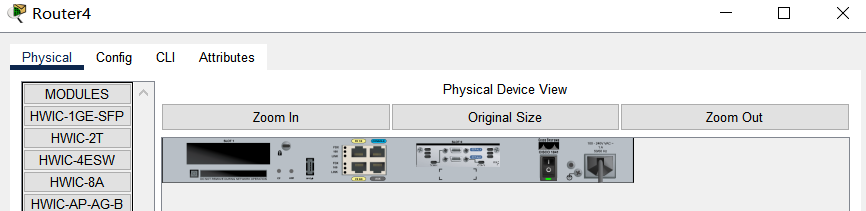 Router4
Physical
Config
CLI
Attributes
MODULES
HWIC-1GE-SFP
HWIC-2T
HWIC-4ESW
HWIC-8A
HWIC-AP-AG-B
Physical Device View
Zoom In
Original Size
Zoom Out